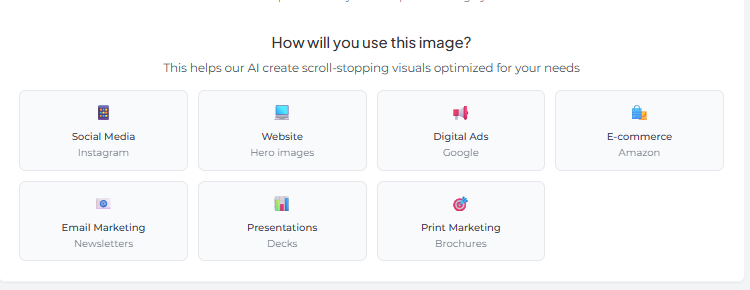 How will you use this image?
This helps our AI create scroll-stopping visuals optimized for your needs
Social Media
Instagram
Website
Hero images
Digital Ads
Google
E-commerce
Amazon
Email Marketing
Newsletters
Presentations
Decks
Print Marketing
Brochures